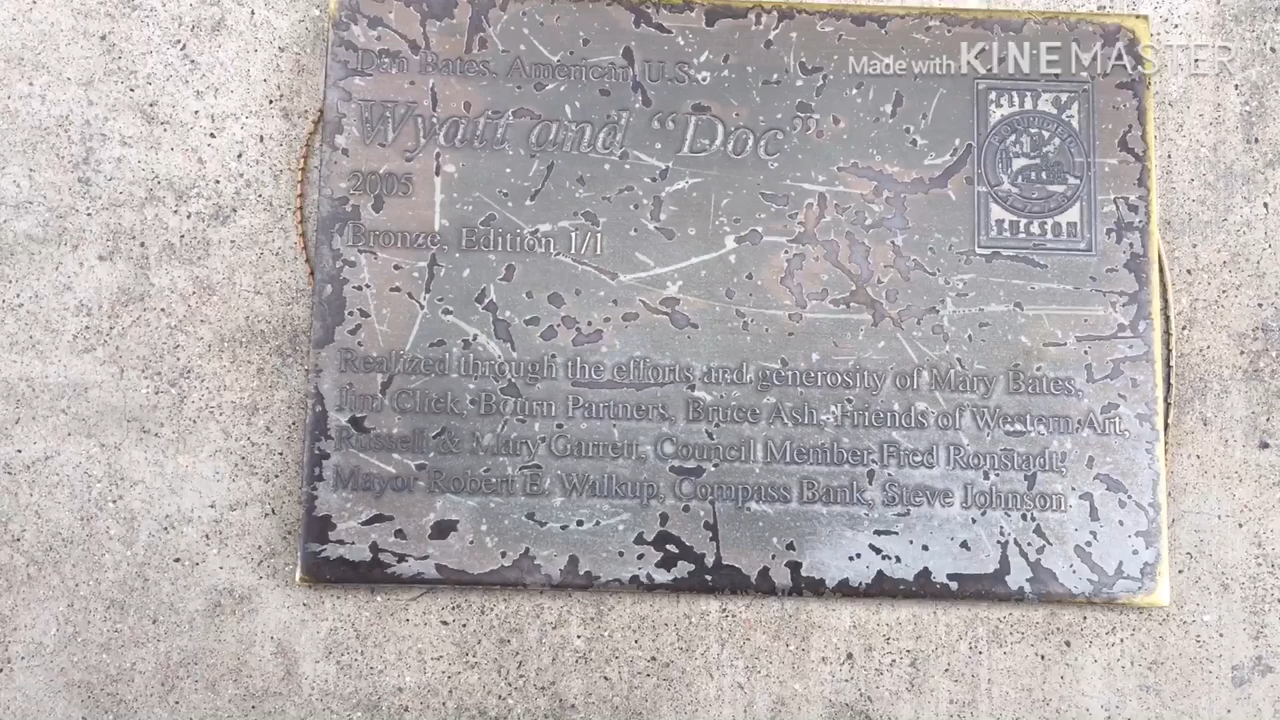 Made with KINEMASTER
Dan Bates, American, U.S.
Wyatt and “Doc”
2005
Bronze, Edition 1/1
CITY OF
FOUNDED
1775
TUCSON
Realized through the efforts and generosity of Mary Bates,
Jim Click, Bourn Partners, Bruce Ash, Friends of Western Art,
Russell & Mary Garrett, Council Member Fred Ronstadt,
Mayor Robert E. Walkup, Compass Bank, Steve Johnson